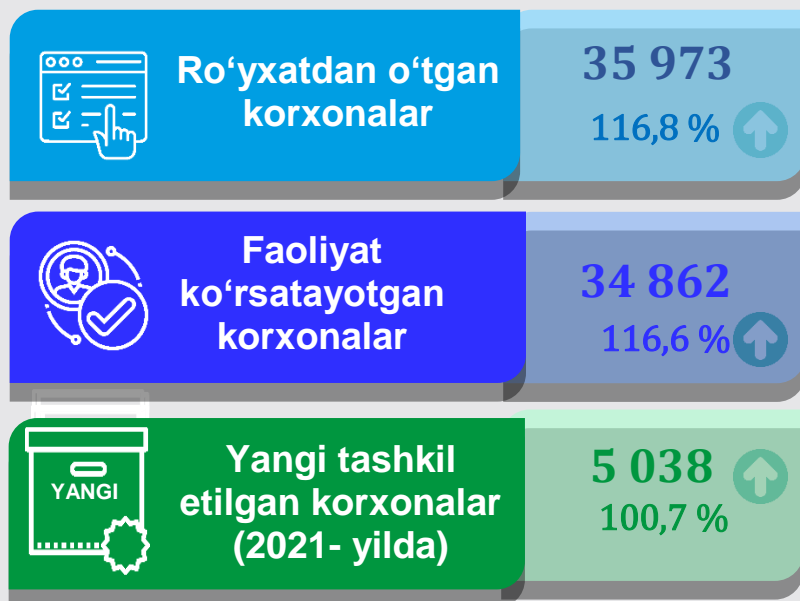 Ro‘yxatdan o‘tgan
korxonalar
35 973
116,8 %
Faoliyat
ko‘rsatayotgan
korxonalar
34 862
116,6 %
YANGI
Yangi tashkil
etilgan korxonalar
(2021- yilda)
5 038
100,7 %